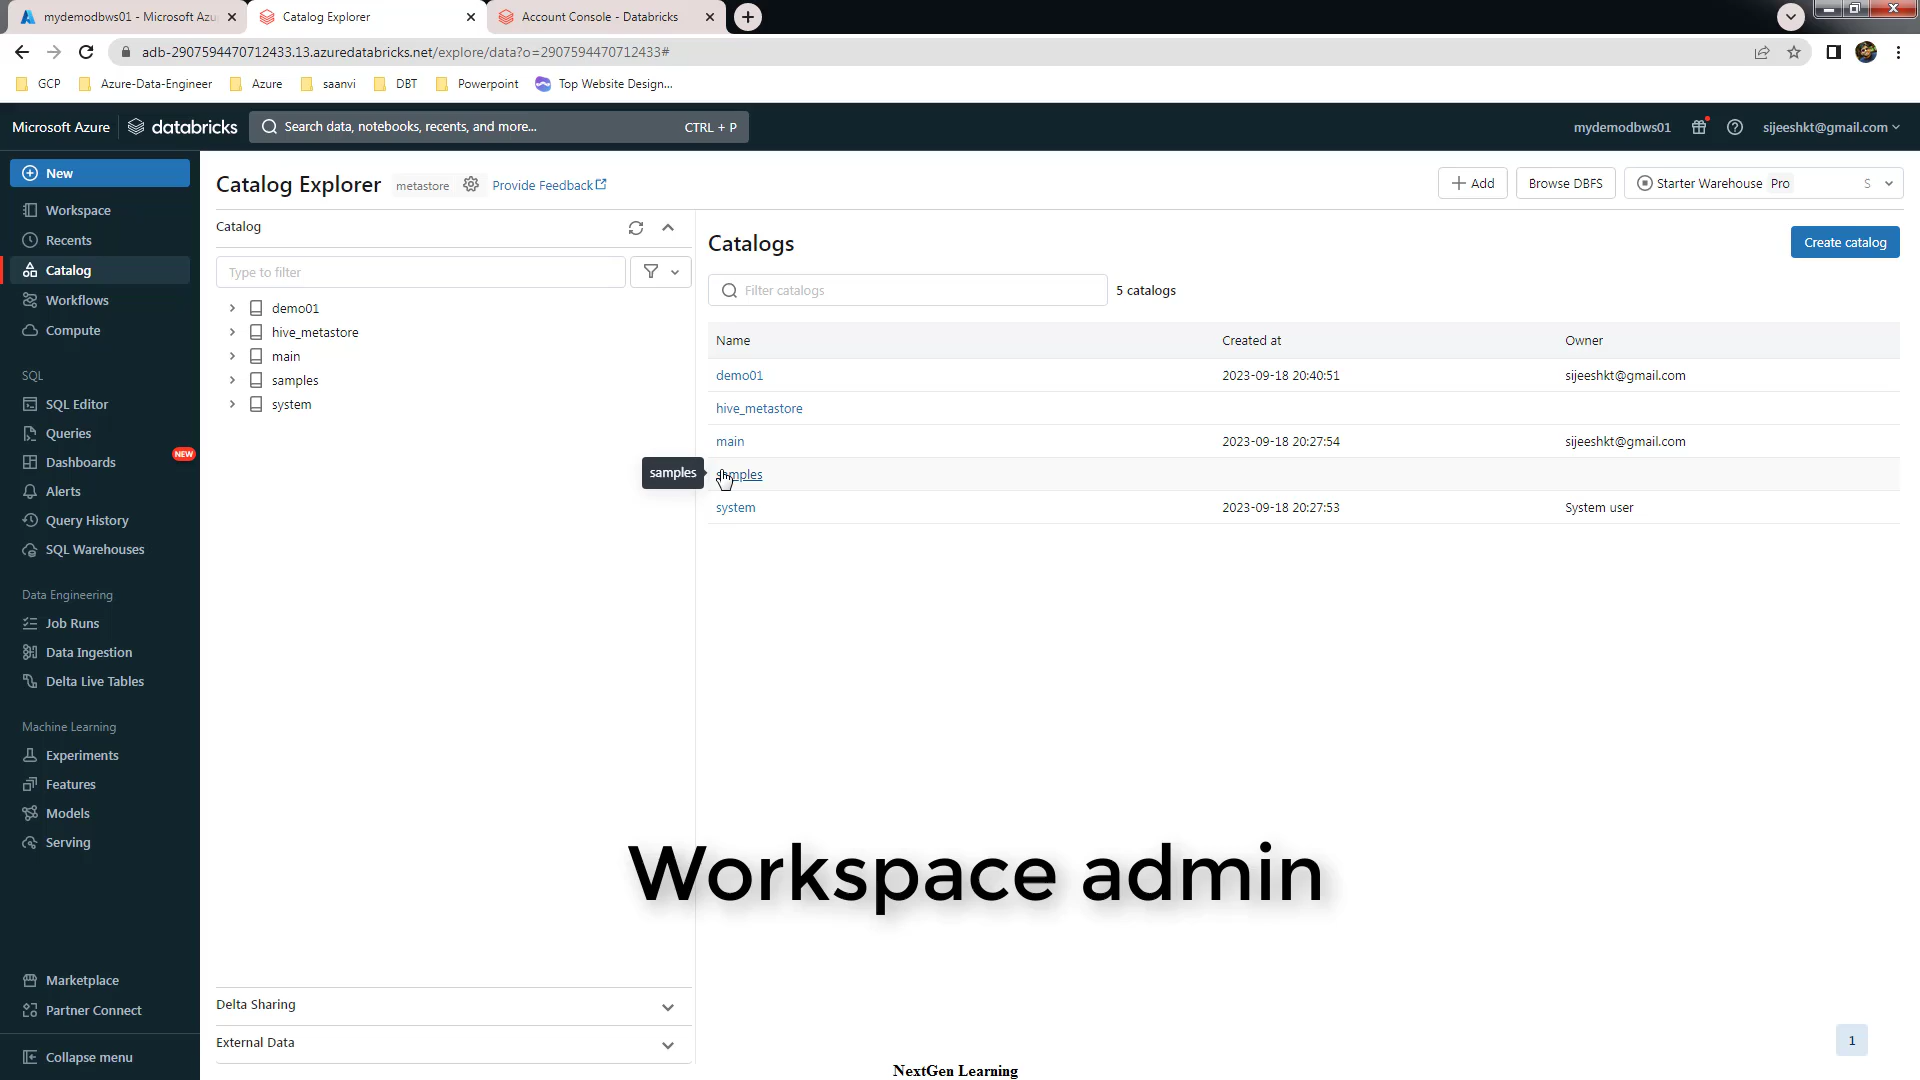 mydemodbws01 - Microsoft Azu
Catalog Explorer
Account Console - Databricks
adb-2907594470712433.13.azuredatabricks.net/explore/data?o=2907594470712433#
GCP
Azure-Data-Engineer
Azure
saanvi
DBT
Powerpoint
Top Website Design...
Microsoft Azure
databricks
Search data, notebooks, recents, and more...
CTRL + P
mydemodbws01
sijeeshkt@gmail.com
New
Workspace
Recents
Catalog
Workflows
Compute
SQL
SQL Editor
Queries
Dashboards
NEW
Alerts
Query History
SQL Warehouses
Data Engineering
Job Runs
Data Ingestion
Delta Live Tables
Machine Learning
Experiments
Features
Models
Serving
Marketplace
Partner Connect
Collapse menu
Catalog Explorer
metastore
Provide Feedback
Add
Browse DBFS
Starter Warehouse Pro S
Catalog
Type to filter
demo01
hive_metastore
main
samples
system
Delta Sharing
External Data
Catalogs
Create catalog
Filter catalogs
5 catalogs
Name Created at Owner
demo01 2023-09-18 20:40:51 sijeeshkt@gmail.com
hive_metastore
main 2023-09-18 20:27:54 sijeeshkt@gmail.com
samples
samples
system 2023-09-18 20:27:53 System user
Workspace admin
1
NextGen Learning